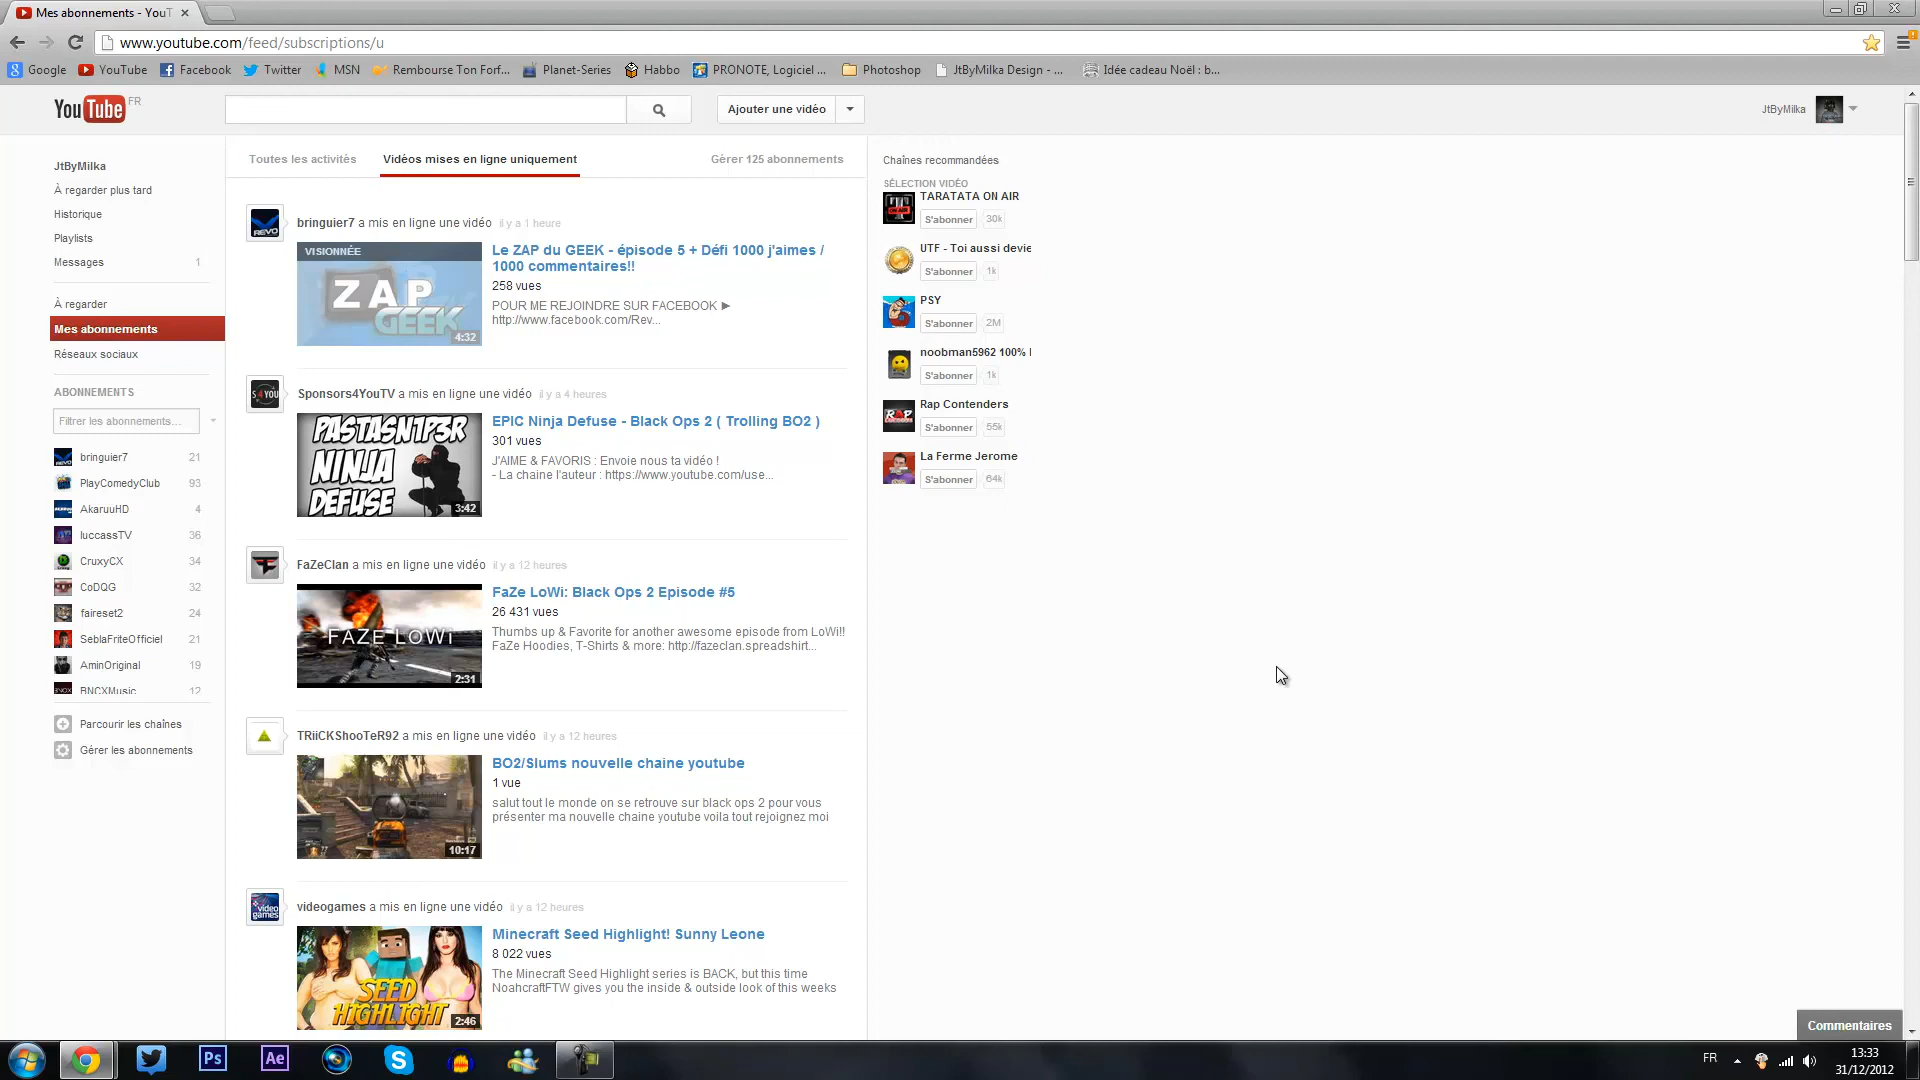 Mes abonnements - YouT
www.youtube.com/feed/subscriptions/u
Google YouTube Facebook Twitter MSN Rembourse Ton Forf... Planet-Series Habbo PRONOTE, Logiciel ... Photoshop JtByMilka Design - ... Idée cadeau Noël : b...
YouTube FR
Ajouter une vidéo
JtByMilka
JtByMilka
À regarder plus tard
Historique
Playlists
Messages 1
À regarder
Mes abonnements
Réseaux sociaux
ABONNEMENTS
Filtrer les abonnements...
bringuier7 21
PlayComedyClub 93
AkaruuHD 4
luccassTV 36
CruxyCX 34
CoDQG 32
faireset2 24
SeblaFriteOfficiel 21
AminOriginal 19
BNCXMusic 12
Parcourir les chaînes
Gérer les abonnements
Toutes les activités Vidéos mises en ligne uniquement Gérer 125 abonnements
REVO
bringuier7 a mis en ligne une vidéo il y a 1 heure
VISIONNÉE
ZAP
GEEK
4:32
Le ZAP du GEEK - épisode 5 + Défi 1000 j'aimes /
1000 commentaires!!
258 vues
POUR ME REJOINDRE SUR FACEBOOK ►
http://www.facebook.com/Rev...
S4YOU
Sponsors4YouTV a mis en ligne une vidéo il y a 4 heures
PASTASN1P3R
NINJA
DEFUSE
3:42
EPIC Ninja Defuse - Black Ops 2 ( Trolling BO2 )
301 vues
J'AIME & FAVORIS : Envoie nous ta vidéo !
- La chaine l'auteur : https://www.youtube.com/use...
FaZeClan a mis en ligne une vidéo il y a 12 heures
FAZE LOWi
2:31
FaZe LoWi: Black Ops 2 Episode #5
26 431 vues
Thumbs up & Favorite for another awesome episode from LoWi!!
FaZe Hoodies, T-Shirts & more: http://fazeclan.spreadshirt...
TRiiCKShooTeR92 a mis en ligne une vidéo il y a 12 heures
10:17
BO2/Slums nouvelle chaine youtube
1 vue
salut tout le monde on se retrouve sur black ops 2 pour vous
présenter ma nouvelle chaine youtube voila tout rejoignez moi
video
games
videogames a mis en ligne une vidéo il y a 12 heures
SEED
HIGHLIGHT
2:46
Minecraft Seed Highlight! Sunny Leone
8 022 vues
The Minecraft Seed Highlight series is BACK, but this time
NoahcraftFTW gives you the inside & outside look of this weeks
Chaînes recommandées
SÉLECTION VIDÉO
TARATATA ON AIR
S'abonner 30k
UTF - Toi aussi devie
S'abonner 1k
PSY
S'abonner 2M
noobman5962 100% 
S'abonner 1k
Rap Contenders
S'abonner 55k
La Ferme Jerome
S'abonner 64k
Commentaires
Ps Ae
FR
13:33
31/12/2012